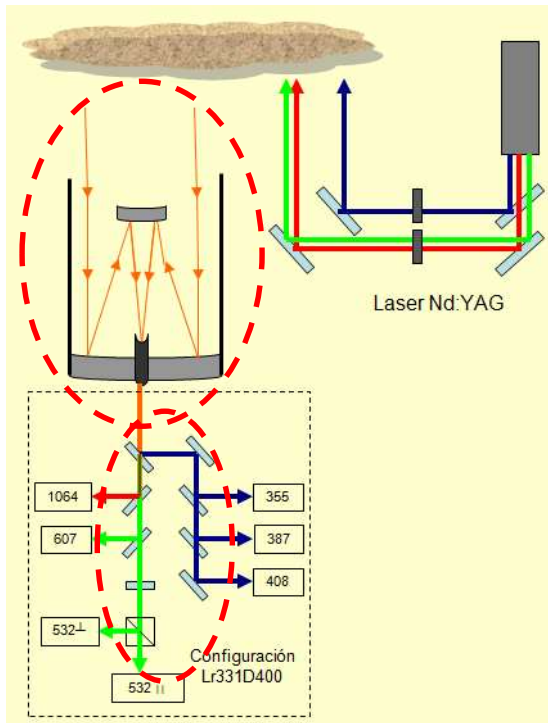 Laser Nd:YAG
1064
355
607
387
408
532┴
Configuración
Lr331D400
532 ||